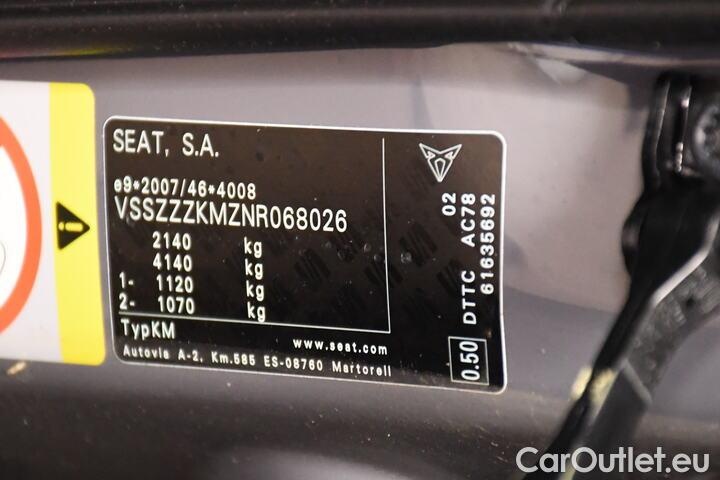 SEAT, S.A.
e9*2007/46*4008
VSSZZZKMZNR068026
2140 kg
4140 kg
1- 1120 kg
2- 1070 kg
TypKM
www.seat.com
Autovia A-2, Km.585 ES-08760 Martorell
02
DTTC AC78
61635692
0.50
CarOutlet.eu